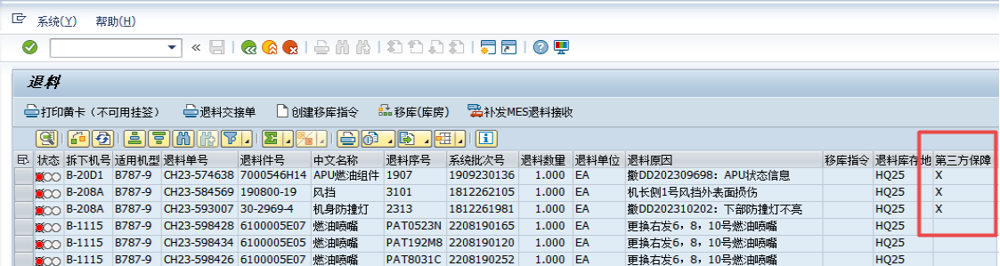 系统(Y) 帮助(H)
退料
打印黄卡（不可用挂签） 退料交接单 创建移库指令 移库(库房) 补发MES退料接收
状态 拆下机号 适用机型 退料单号 退料件号 中文名称 退料序号 系统批次号 退料数量 退料单位 退料原因 移库指令 退料库存地 第三方保障
B-20D1 B787-9 CH23-574638 7000546H14 APU燃油组件 1907 1909230136 1.000 EA 撤DD202309698：APU状态信息 HQ25 X
B-208A B787-9 CH23-584569 190800-19 风挡 3101 1812262105 1.000 EA 机长侧1号风挡外表面损伤 HQ25 X
B-208A B787-9 CH23-593007 30-2969-4 机身防撞灯 2313 1812261981 1.000 EA 撤DD202310202：下部防撞灯不亮 HQ25 X
B-1115 B787-9 CH23-598428 6100005E07 燃油喷嘴 PAT0523N 2208190165 1.000 EA 更换右发6，8，10号燃油喷嘴 HQ25
B-1115 B787-9 CH23-598434 6100005E05 燃油喷嘴 PAT192M8 2208190120 1.000 EA 更换右发6，8，10号燃油喷嘴 HQ25
B-1115 B787-9 CH23-598426 6100005E07 燃油喷嘴 PAT8031C 2208190252 1.000 EA 更换右发6，8，10号燃油喷嘴 HQ25